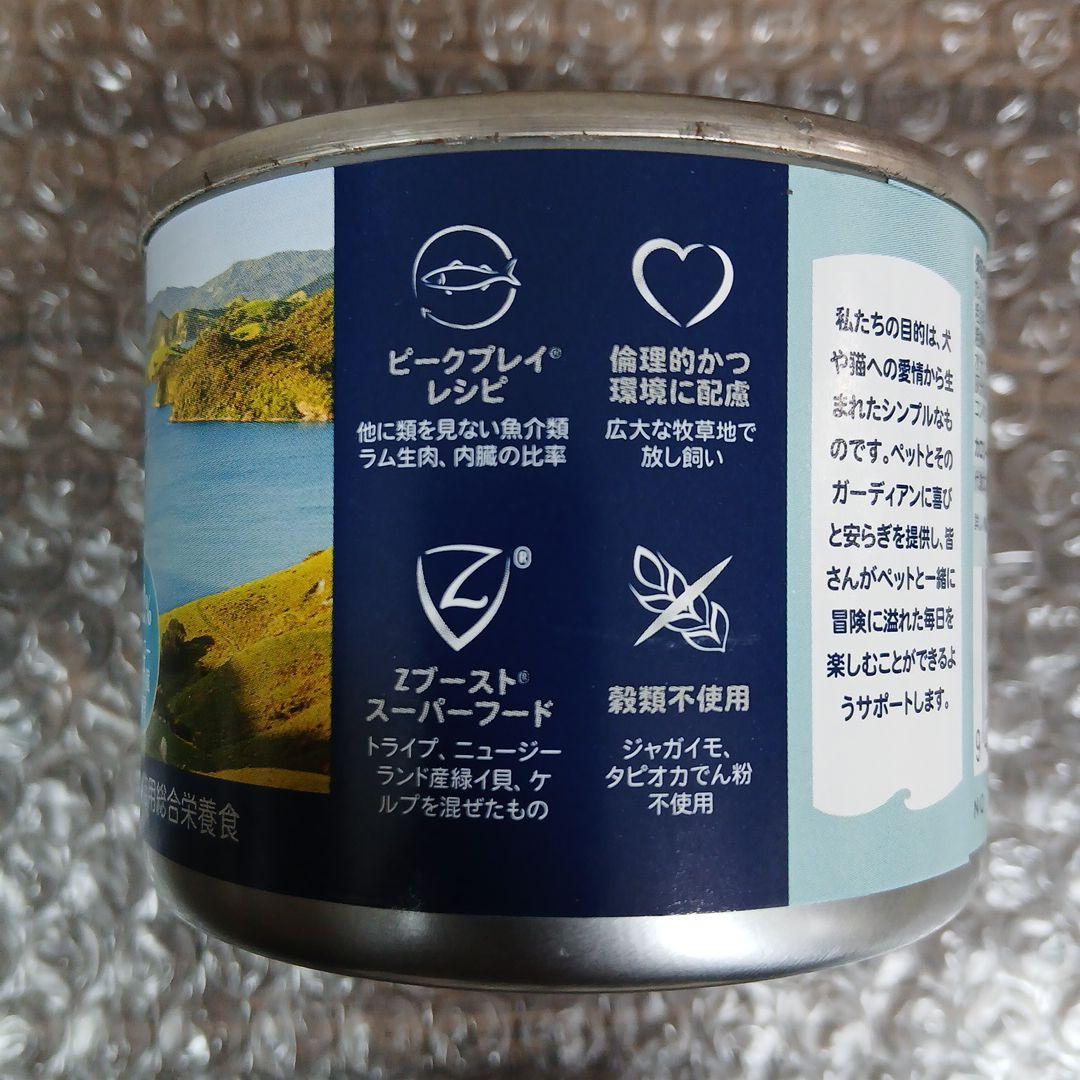 ピークプレイ®
レシピ
他に類を見ない魚介類
ラム生肉、内臓の比率
倫理的かつ
環境に配慮
広大な牧草地で
放し飼い
Z®
Zブースト®
スーパーフード
トライプ、ニュージー
ランド産緑イ貝、ケ
ルプを混ぜたもの
穀類不使用
ジャガイモ、
タピオカでん粉
不使用
用総合栄養食
私たちの目的は、犬
や猫への愛情から生
まれたシンプルなも
のです。ペットとその
ガーディアンに喜び
と安らぎを提供し、皆
さんがペットと一緒に
冒険に溢れた毎日を
楽しむことができるよ
うサポートします。